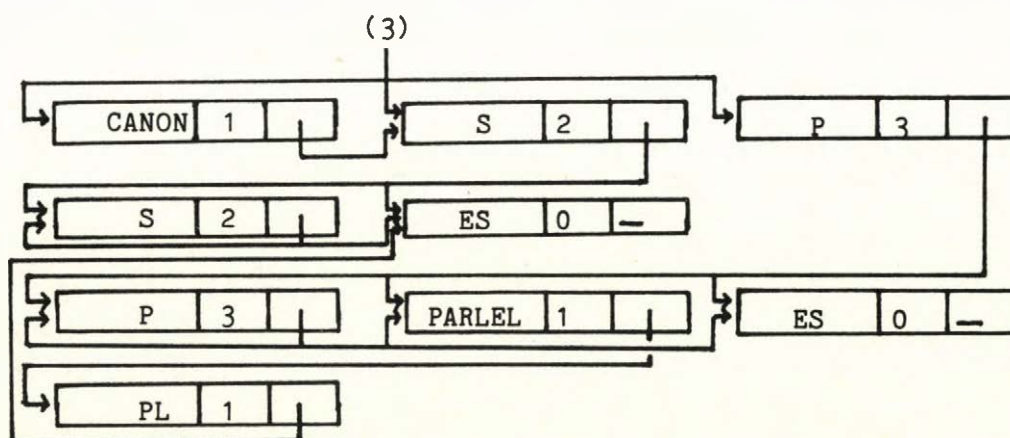 (3)
CANON 1 S 2 P 3
S 2 ES 0 —
P 3 PARLEL 1 ES 0 —
PL 1